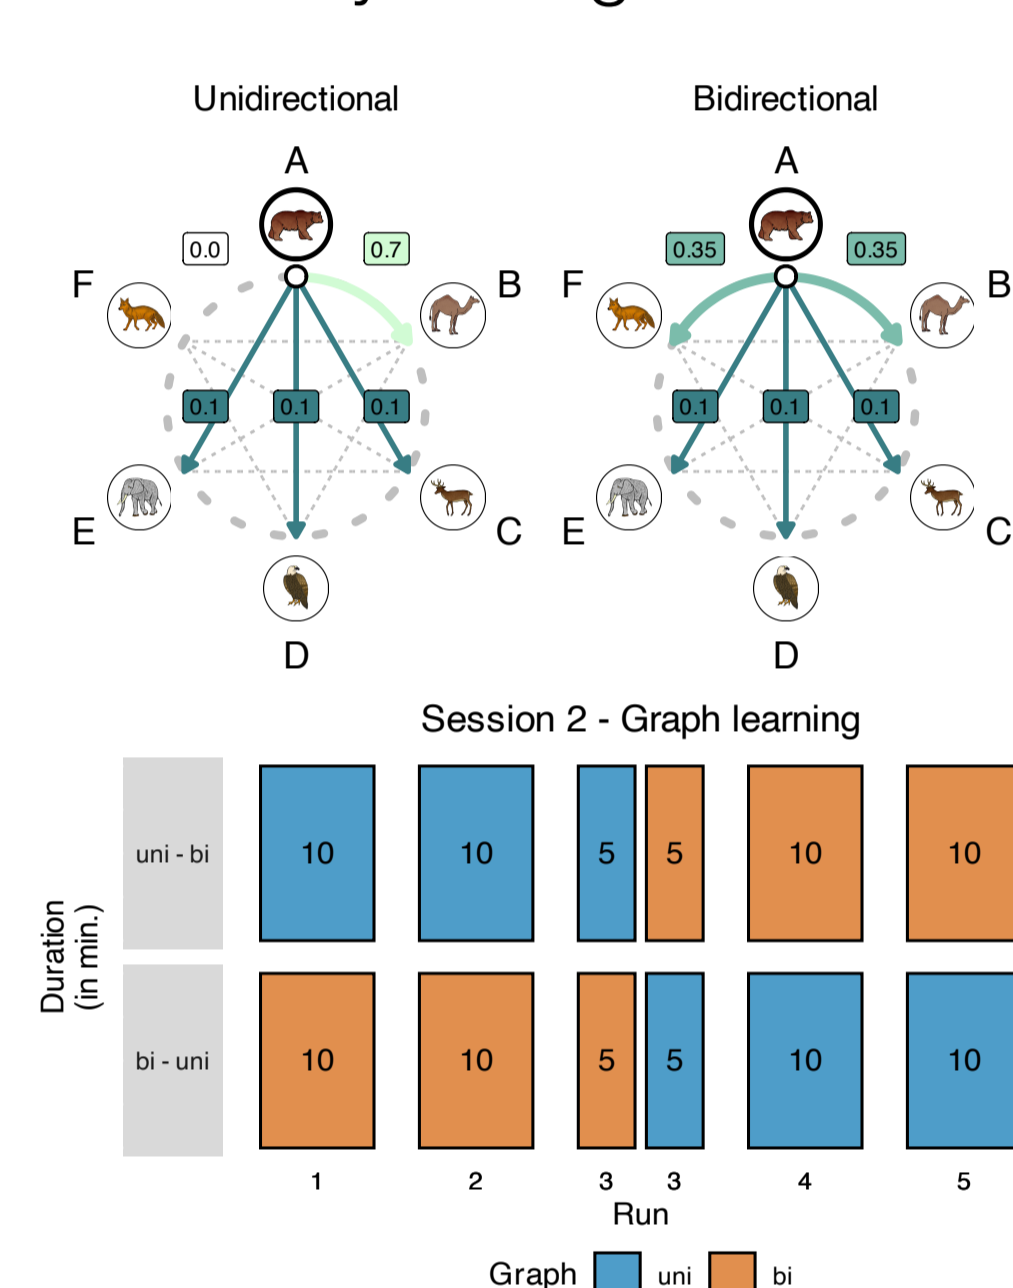 Unidirectional
Bidirectional
A
A
0.0
0.7
0.35
0.35
F
B
F
B
0.1
0.1
0.1
0.1
0.1
0.1
E
C
E
C
D
D
Session 2 - Graph learning
Duration
(in min.)
uni - bi
10
10
5
5
10
10
bi - uni
10
10
5
5
10
10
1
2
3
3
4
5
Run
Graph
uni
bi